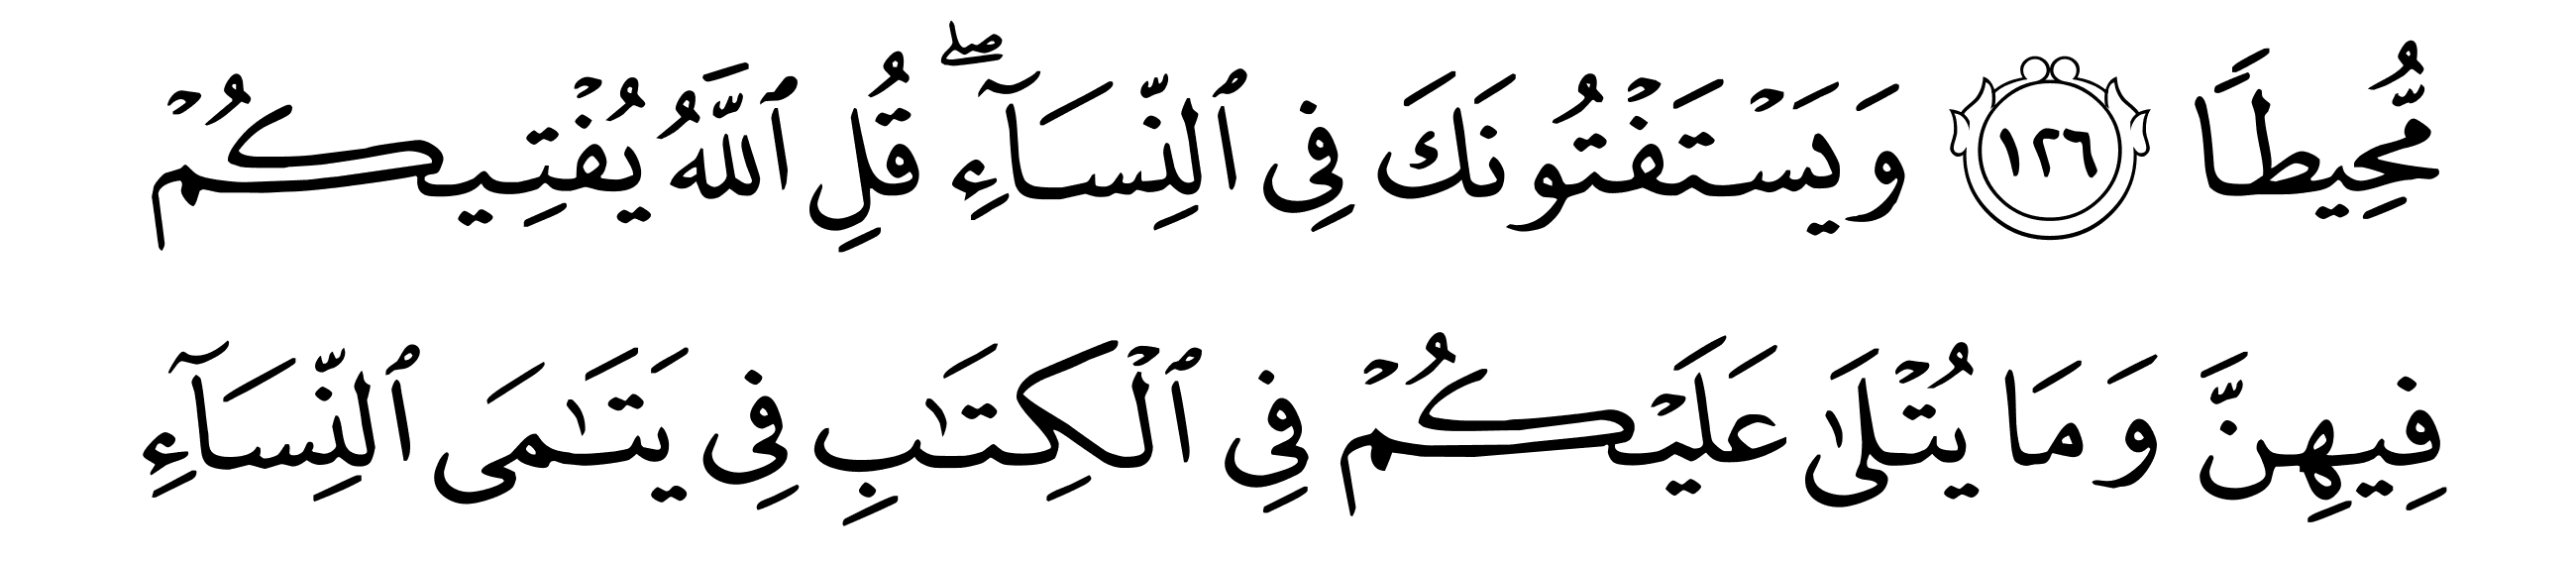 مُّحِيطًا ١٢٦ وَيَسْتَفْتُونَكَ فِى ٱلنِّسَآءِ ۖ قُلِ ٱللَّهُ يُفْتِيكُمْ
فِيهِنَّ وَمَا يُتْلَىٰ عَلَيْكُمْ فِى ٱلْكِتَـٰبِ فِى يَتَـٰمَى ٱلنِّسَآءِ